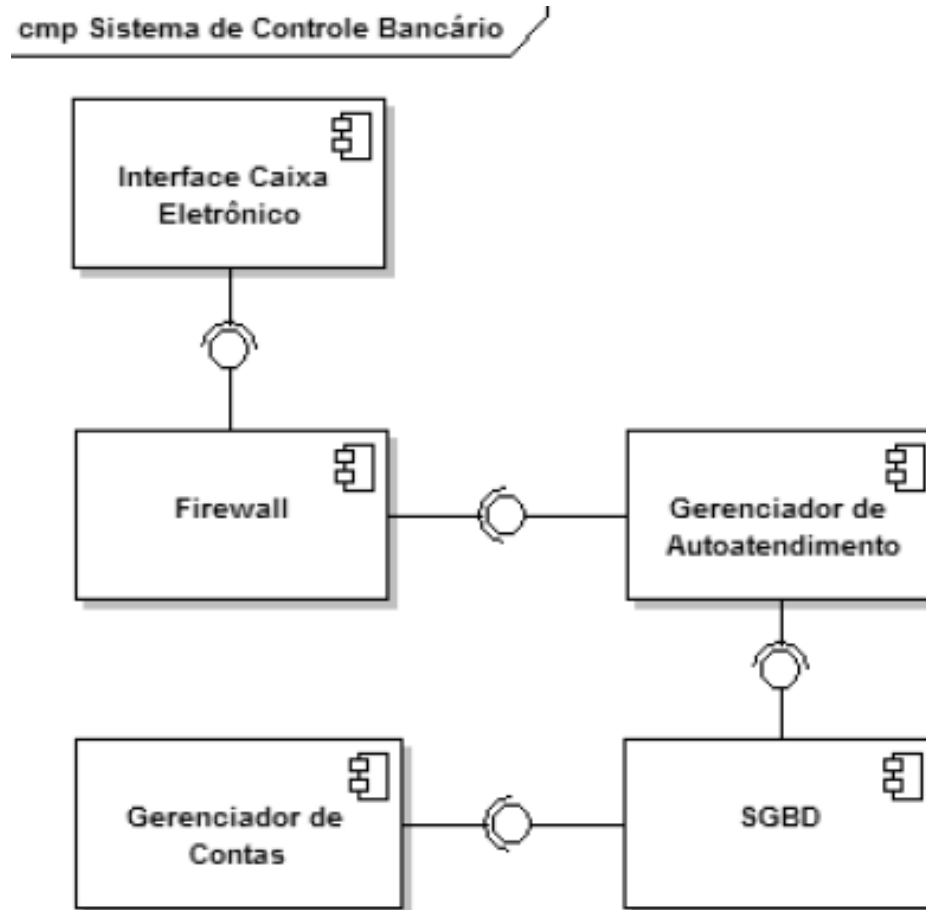 cmp Sistema de Controle Bancário
Interface Caixa
Eletrônico
Firewall
Gerenciador de
Autoatendimento
Gerenciador de
Contas
SGBD